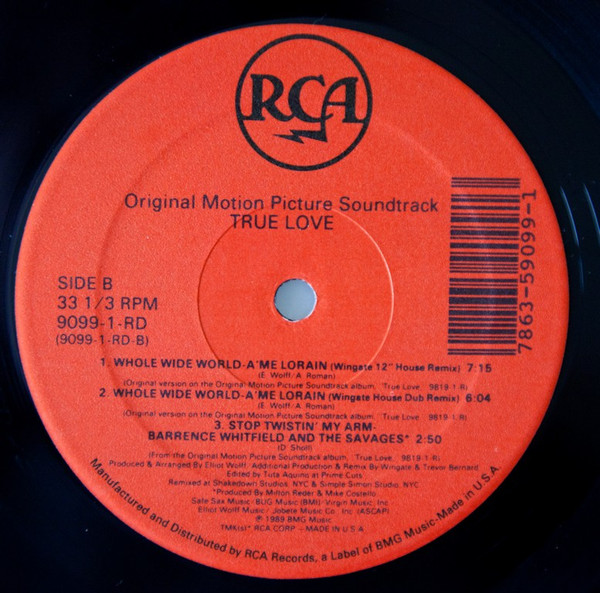 RCA
Original Motion Picture Soundtrack
TRUE LOVE
SIDE B
33 1/3 RPM
9099-1-RD
(9099-1-RD-B)
7863-59099-1
1. WHOLE WIDE WORLD-A'ME LORAIN (Wingate 12" House Remix) 7:15
(E. Wolff/A. Roman)
(Original version on the Original Motion Picture Soundtrack album, True Love 9819-1-R)
2. WHOLE WIDE WORLD-A'ME LORAIN (Wingate House Dub Remix) 6:04
(E. Wolff/A. Roman)
(Original version on the Original Motion Picture Soundtrack album, True Love 9819-1-R)
3. STOP TWISTIN' MY ARM-
BARRENCE WHITFIELD AND THE SAVAGES* 2:50
(D. Sholl)
(From the Original Motion Picture Soundtrack album, True Love 9819-1-R)
Produced & Arranged By Elliot Wolff. Additional Production & Remix By Wingate & Trevor Bernard
Edited by Tuta Aquino at Prime Cuts
Remixed at Shakedown Studios, NYC & Simple Simon Studio, NYC
*Produced By Milton Reder & Mike Costello
Safe Sax Music/BUG Music (BMI)/Virgin Music, Inc
Elliot Wolff Music / Jobete Music Co. Inc. (ASCAP)
℗ 1989 BMG Music
TMK(s)® RCA CORP - MADE IN U S A
Manufactured and Distributed by RCA Records, a Label of BMG Music-Made in U.S.A.